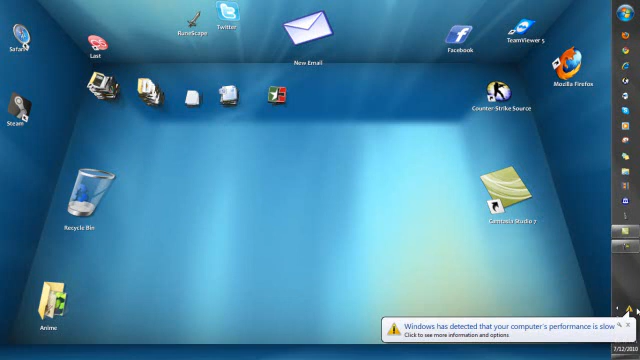 Safari
Last
RuneScape
Twitter
New Email
Facebook
TeamViewer 5
Mozilla Firefox
Steam
Counter-Strike Source
Recycle Bin
Camtasia Studio 7
Anime
Windows has detected that your computer's performance is slow
Click to see more information and options
7/12/2010